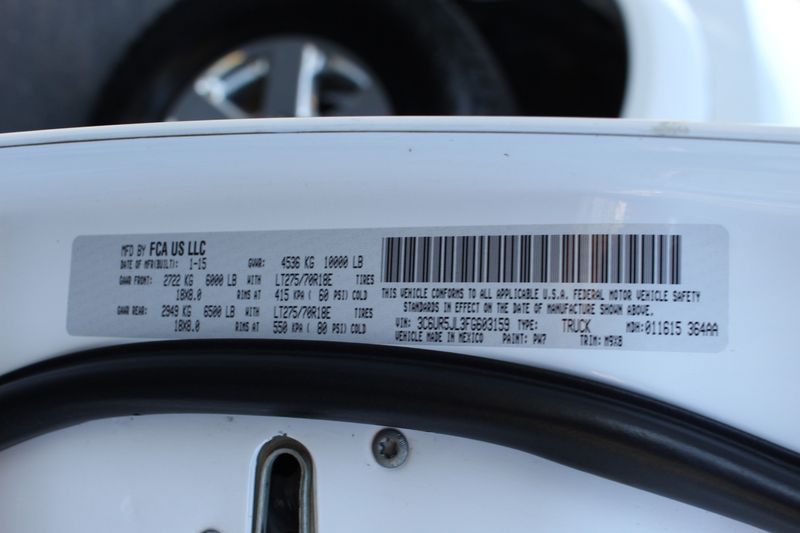 MFD BY FCA US LLC
DATE OF MFR(BUILT): 1-15 GVWR: 4536 KG 10000 LB
GAWR FRONT: 2722 KG 6000 LB WITH LT275/70R18E TIRES
18X8.0 RIMS AT 415 KPA ( 60 PSI) COLD
GAWR REAR: 2949 KG 6500 LB WITH LT275/70R18E TIRES
18X8.0 RIMS AT 550 KPA ( 80 PSI) COLD
THIS VEHICLE CONFORMS TO ALL APPLICABLE U.S.A. FEDERAL MOTOR VEHICLE SAFETY
STANDARDS IN EFFECT ON THE DATE OF MANUFACTURE SHOWN ABOVE.
VIN: 3C6UR5JL3FG603159 TYPE: TRUCK MDH: 011615 364AA
VEHICLE MADE IN MEXICO PAINT: PW7 TRIM: M9X8